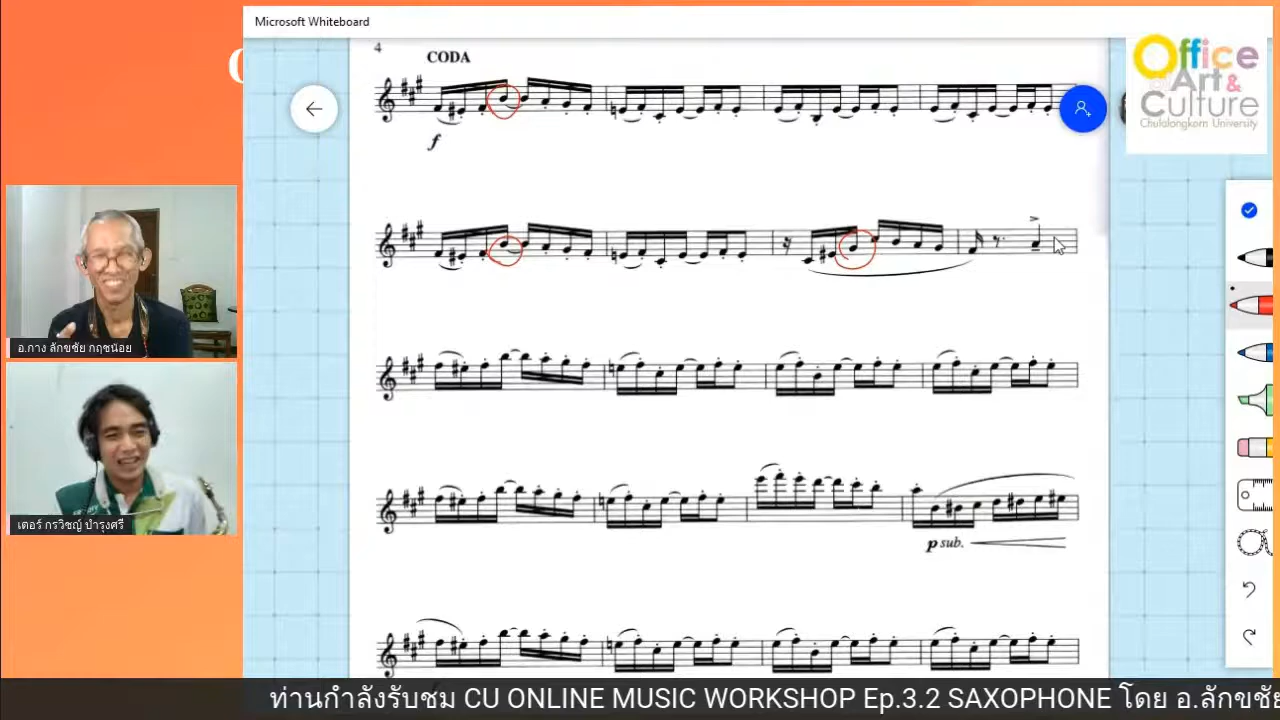 Microsoft Whiteboard
4
CODA
f
Office
of Art &
Culture
Chulalongkorn University
p sub.
อ.กาง ลักขชัย กฤชน้อย
เตอร์ กรวิชญ์ บำรุงศรี
ท่านกำลังรับชม CU ONLINE MUSIC WORKSHOP Ep.3.2 SAXOPHONE โดย อ.ลักขชัย